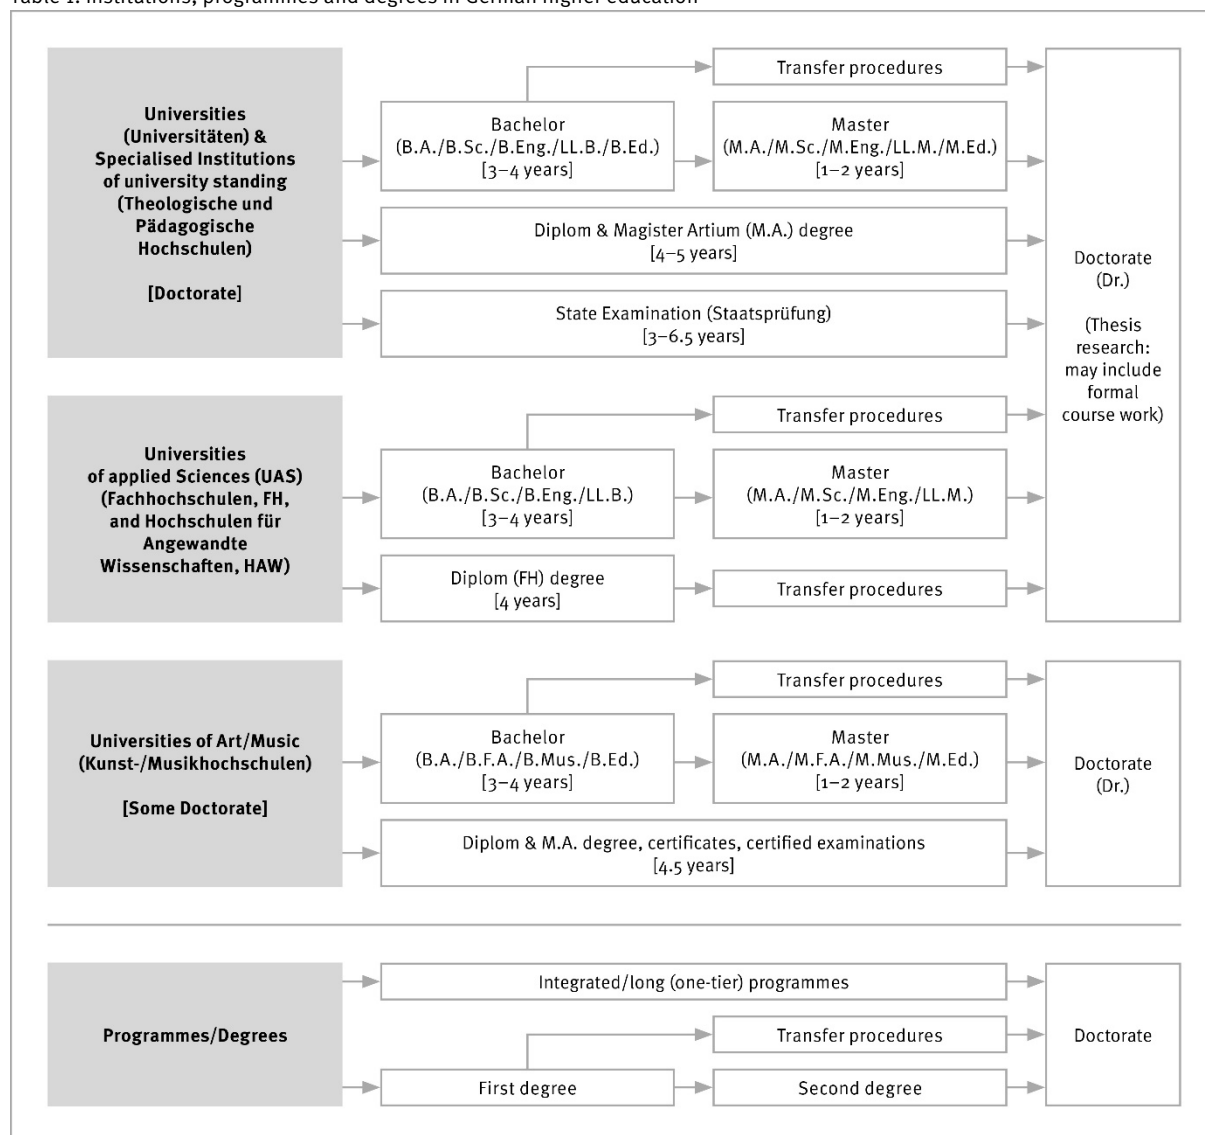 Table 1: Institutions, programmes and degrees in German higher education
Universities
(Universitäten) &
Specialised Institutions
of university standing
(Theologische und
Pädagogische
Hochschulen)
[Doctorate]
Transfer procedures
Bachelor
(B.A./B.Sc./B.Eng./LL.B./B.Ed.)
[3–4 years]
Master
(M.A./M.Sc./M.Eng./LL.M./M.Ed.)
[1–2 years]
Diplom & Magister Artium (M.A.) degree
[4–5 years]
State Examination (Staatsprüfung)
[3–6.5 years]
Doctorate
(Dr.)
(Thesis
research:
may include
formal
course work)
Universities
of applied Sciences (UAS)
(Fachhochschulen, FH,
and Hochschulen für
Angewandte
Wissenschaften, HAW)
Transfer procedures
Bachelor
(B.A./B.Sc./B.Eng./LL.B.)
[3–4 years]
Master
(M.A./M.Sc./M.Eng./LL.M.)
[1–2 years]
Diplom (FH) degree
[4 years]
Transfer procedures
Universities of Art/Music
(Kunst-/Musikhochschulen)
[Some Doctorate]
Transfer procedures
Bachelor
(B.A./B.F.A./B.Mus./B.Ed.)
[3–4 years]
Master
(M.A./M.F.A./M.Mus./M.Ed.)
[1–2 years]
Diplom & M.A. degree, certificates, certified examinations
[4.5 years]
Doctorate
(Dr.)
Programmes/Degrees
Integrated/long (one-tier) programmes
Transfer procedures
First degree
Second degree
Doctorate